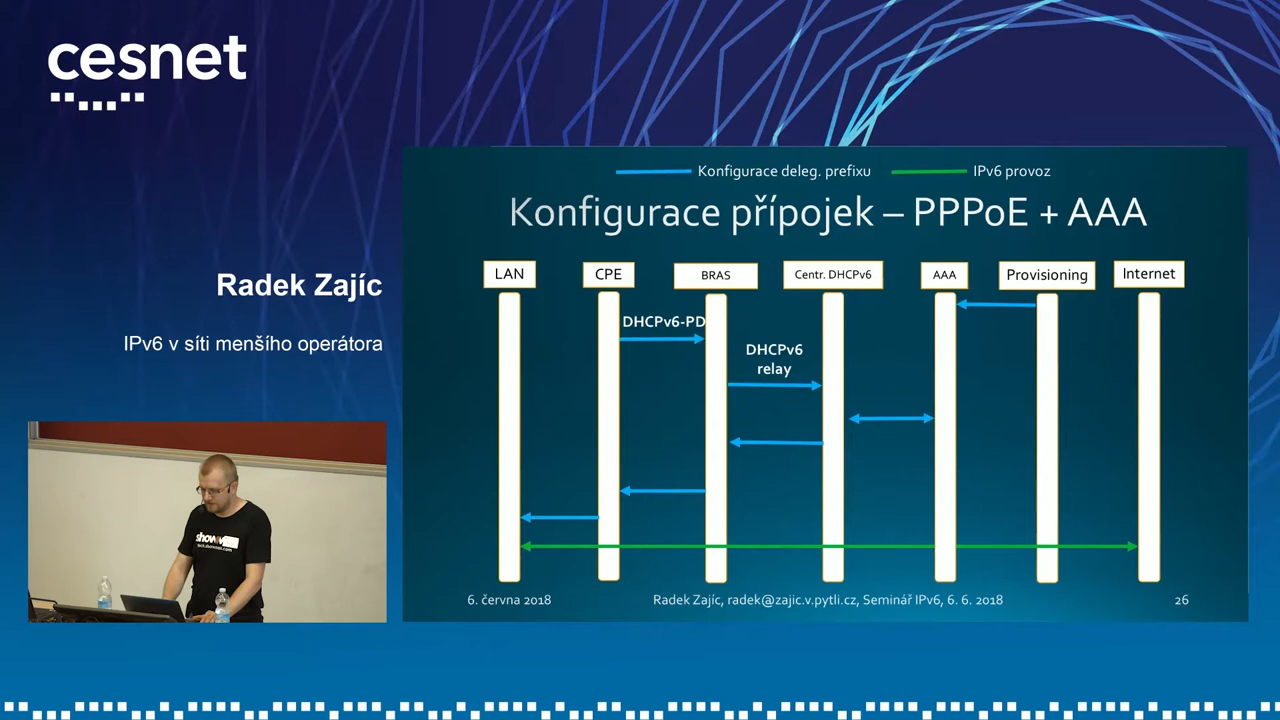 cesnet
Radek Zajíc
IPv6 v síti menšího operátora
Konfigurace deleg. prefixu
IPv6 provoz
Konfigurace přípojek – PPPoE + AAA
LAN
CPE
BRAS
Centr. DHCPv6
AAA
Provisioning
Internet
DHCPv6-PD
DHCPv6
relay
6. června 2018
Radek Zajíc, radek@zajic.v.pytli.cz, Seminář IPv6, 6. 6. 2018
26